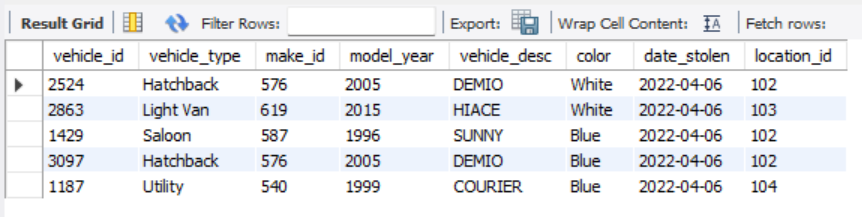 Result Grid Filter Rows: Export: Wrap Cell Content: IA Fetch rows:
vehicle_id vehicle_type make_id model_year vehicle_desc color date_stolen location_id
2524 Hatchback 576 2005 DEMIO White 2022-04-06 102
2863 Light Van 619 2015 HIACE White 2022-04-06 103
1429 Saloon 587 1996 SUNNY Blue 2022-04-06 102
3097 Hatchback 576 2005 DEMIO Blue 2022-04-06 102
1187 Utility 540 1999 COURIER Blue 2022-04-06 104